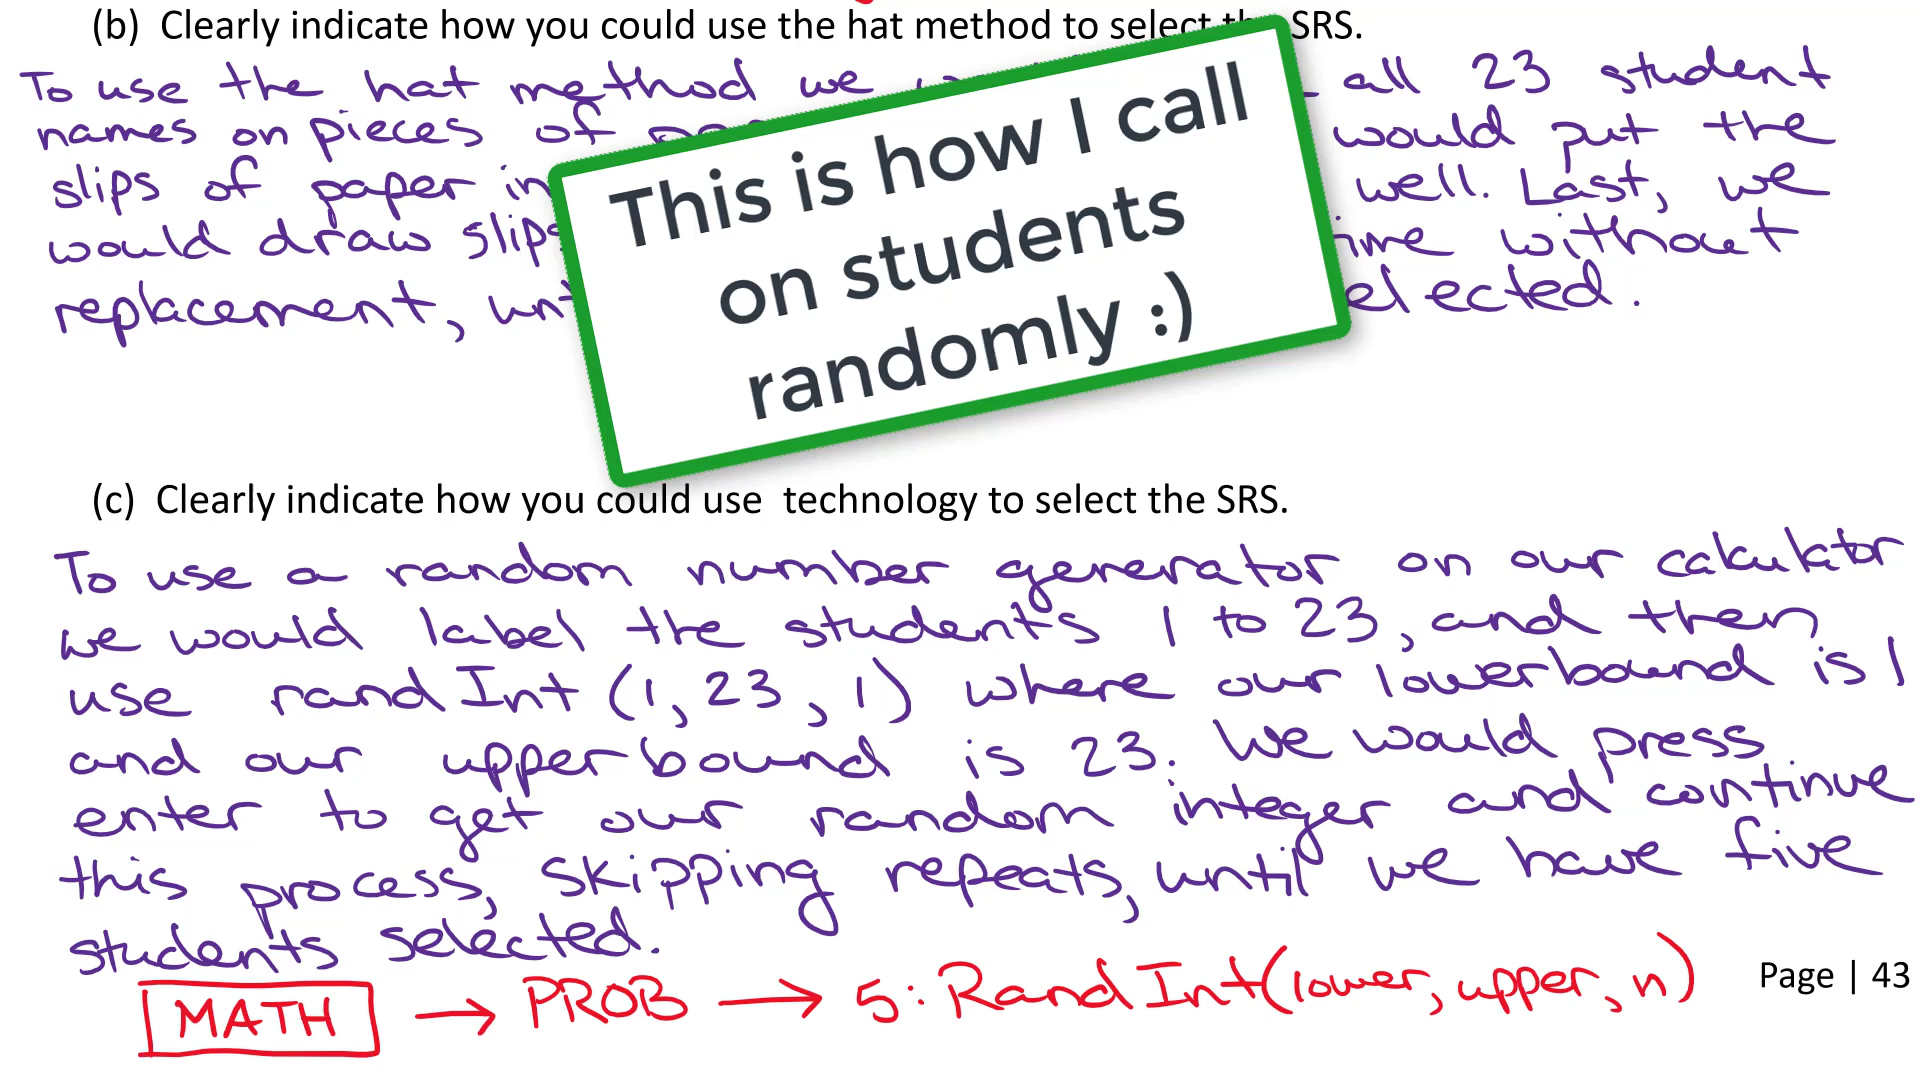 (b) Clearly indicate how you could use the hat method to select the SRS.
To use the hat method we all 23 student
names on pieces of would put the
slips of paper in well. Last, we
would draw slips without
replacement, selected.
This is how I call
on students
randomly :)
(c) Clearly indicate how you could use technology to select the SRS.
To use a random number generator on our calculator
we would label the students 1 to 23, and then
use randInt (1, 23, 1) where our lowerbound is 1
and our upperbound is 23. We would press
enter to get our random integer and continue
this process, skipping repeats, until we have five
students selected.
MATH → PROB → 5: RandInt(lower, upper, n)
Page | 43